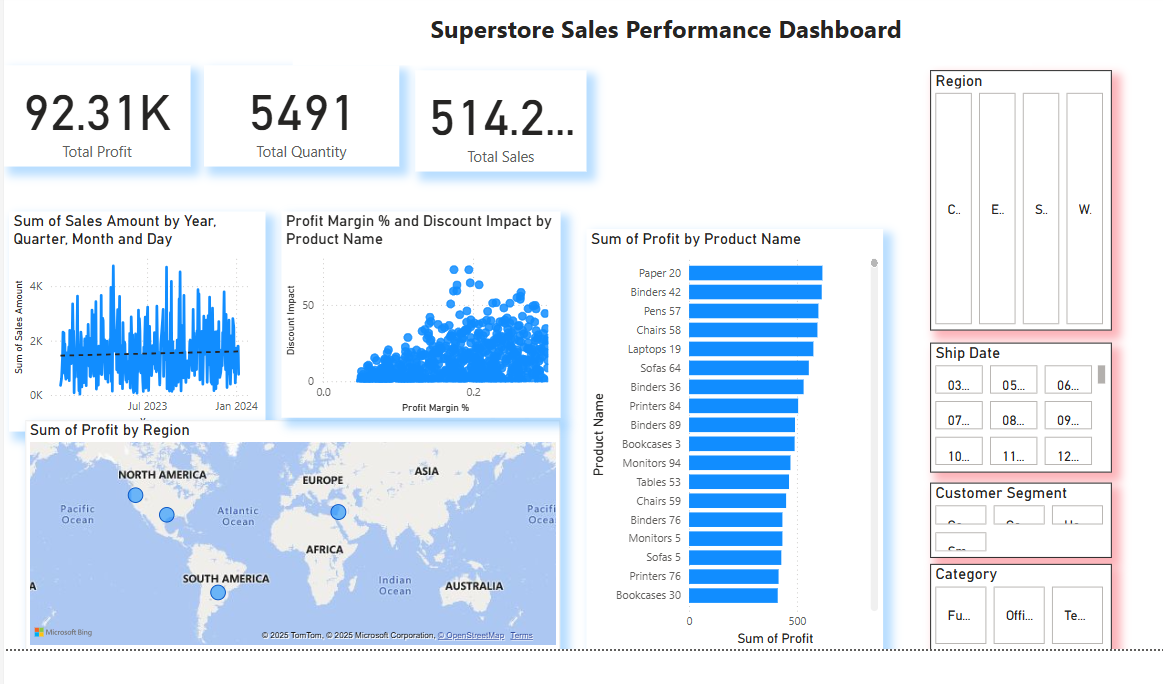 Superstore Sales Performance Dashboard
92.31K
Total Profit
5491
Total Quantity
514.2...
Total Sales
Sum of Sales Amount by Year,
Quarter, Month and Day
Sum of Sales Amount
4K
2K
0K
Jul 2023
Jan 2024
Profit Margin % and Discount Impact by
Product Name
Discount Impact
50
0
0.0
0.2
Profit Margin %
Sum of Profit by Region
NORTH AMERICA
EUROPE
ASIA
Pacific
Ocean
Atlantic
Ocean
Pacifi
Ocea
AFRICA
SOUTH AMERICA
Indian
Ocean
AUSTRALIA
Microsoft Bing
© 2025 TomTom, © 2025 Microsoft Corporation, © OpenStreetMap Terms
Sum of Profit by Product Name
Product Name
Paper 20
Binders 42
Pens 57
Chairs 58
Laptops 19
Sofas 64
Binders 36
Printers 84
Binders 89
Bookcases 3
Monitors 94
Tables 53
Chairs 59
Binders 76
Monitors 5
Sofas 5
Printers 76
Bookcases 30
0
500
Sum of Profit
Region
C..
E..
S..
W.
Ship Date
03...
05...
06...
07...
08...
09...
10...
11...
12...
Customer Segment
Category
Fu...
Offi...
Te...